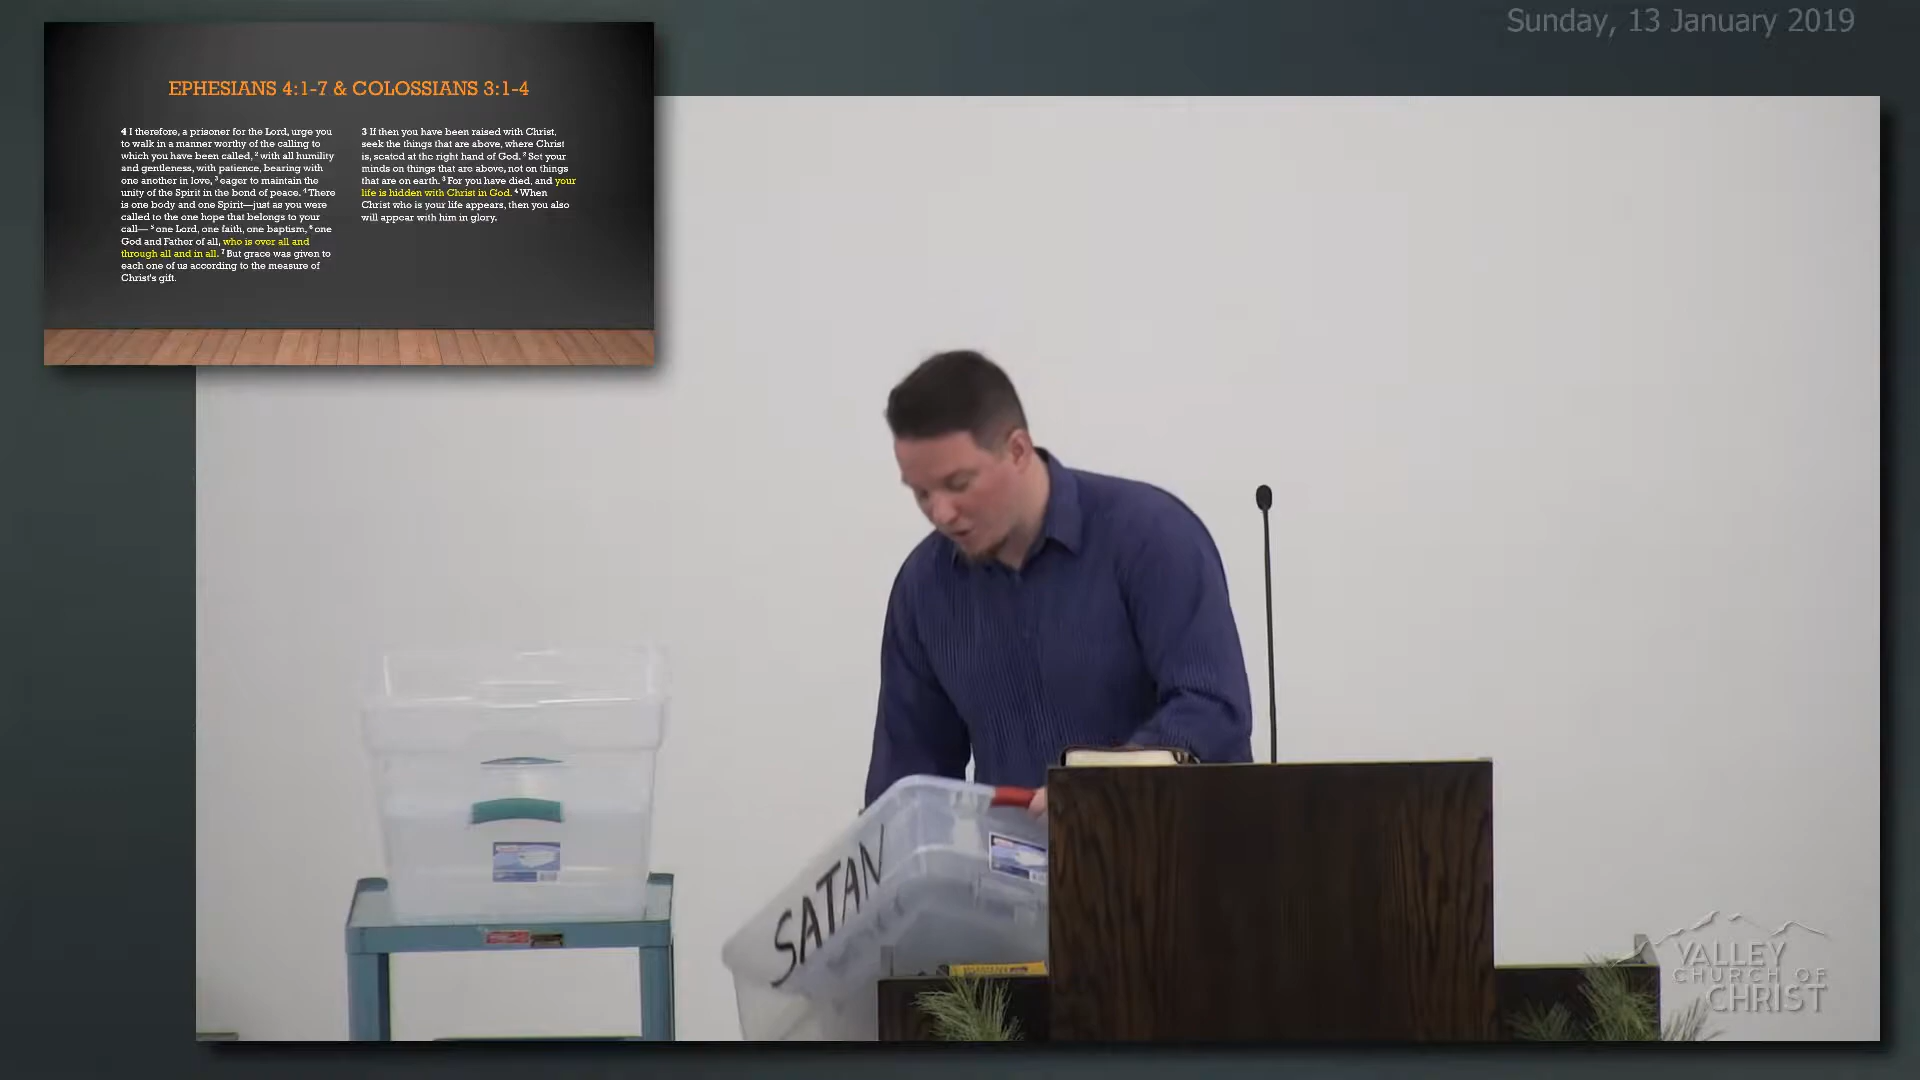 Sunday, 13 January 2019
EPHESIANS 4:1-7 & COLOSSIANS 3:1-4
4 I therefore, a prisoner for the Lord, urge you
to walk in a manner worthy of the calling to
which you have been called, 2 with all humility
and gentleness, with patience, bearing with
one another in love, 3 eager to maintain the
unity of the Spirit in the bond of peace. 4 There
is one body and one Spirit—just as you were
called to the one hope that belongs to your
call— 5 one Lord, one faith, one baptism, 6 one
God and Father of all, who is over all and
through all and in all. 7 But grace was given to
each one of us according to the measure of
Christ's gift.
3 If then you have been raised with Christ,
seek the things that are above, where Christ
is, seated at the right hand of God. 2 Set your
minds on things that are above, not on things
that are on earth. 3 For you have died, and your
life is hidden with Christ in God. 4 When
Christ who is your life appears, then you also
will appear with him in glory.
SATAN
VALLEY
CHURCH OF
CHRIST